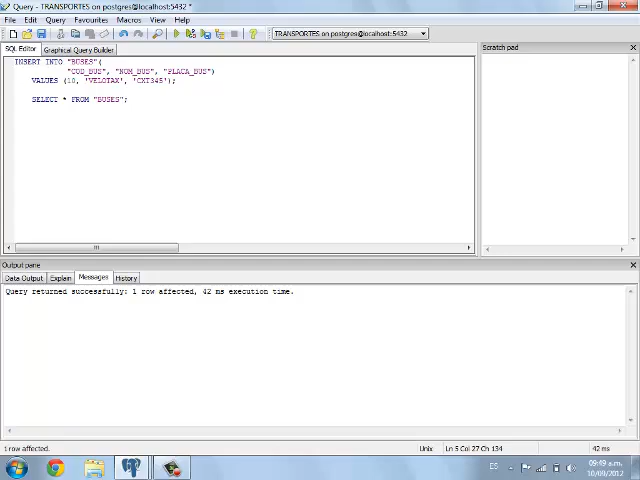 Query - TRANSPORTES on postgres@localhost:5432 *
File Edit Query Favourites Macros View Help
TRANSPORTES on postgres@localhost:5432
SQL Editor Graphical Query Builder
Scratch pad
INSERT INTO "BUSES"(
"COD_BUS", "NOM_BUS", "PLACA_BUS")
VALUES (10, 'VELOTAX', 'CXT345');
SELECT * FROM "BUSES";
Output pane
Data Output Explain Messages History
Query returned successfully: 1 row affected, 42 ms execution time.
1 row affected.
Unix
Ln 5 Col 27 Ch 134
42 ms
ES
09:49 a.m.
10/09/2012